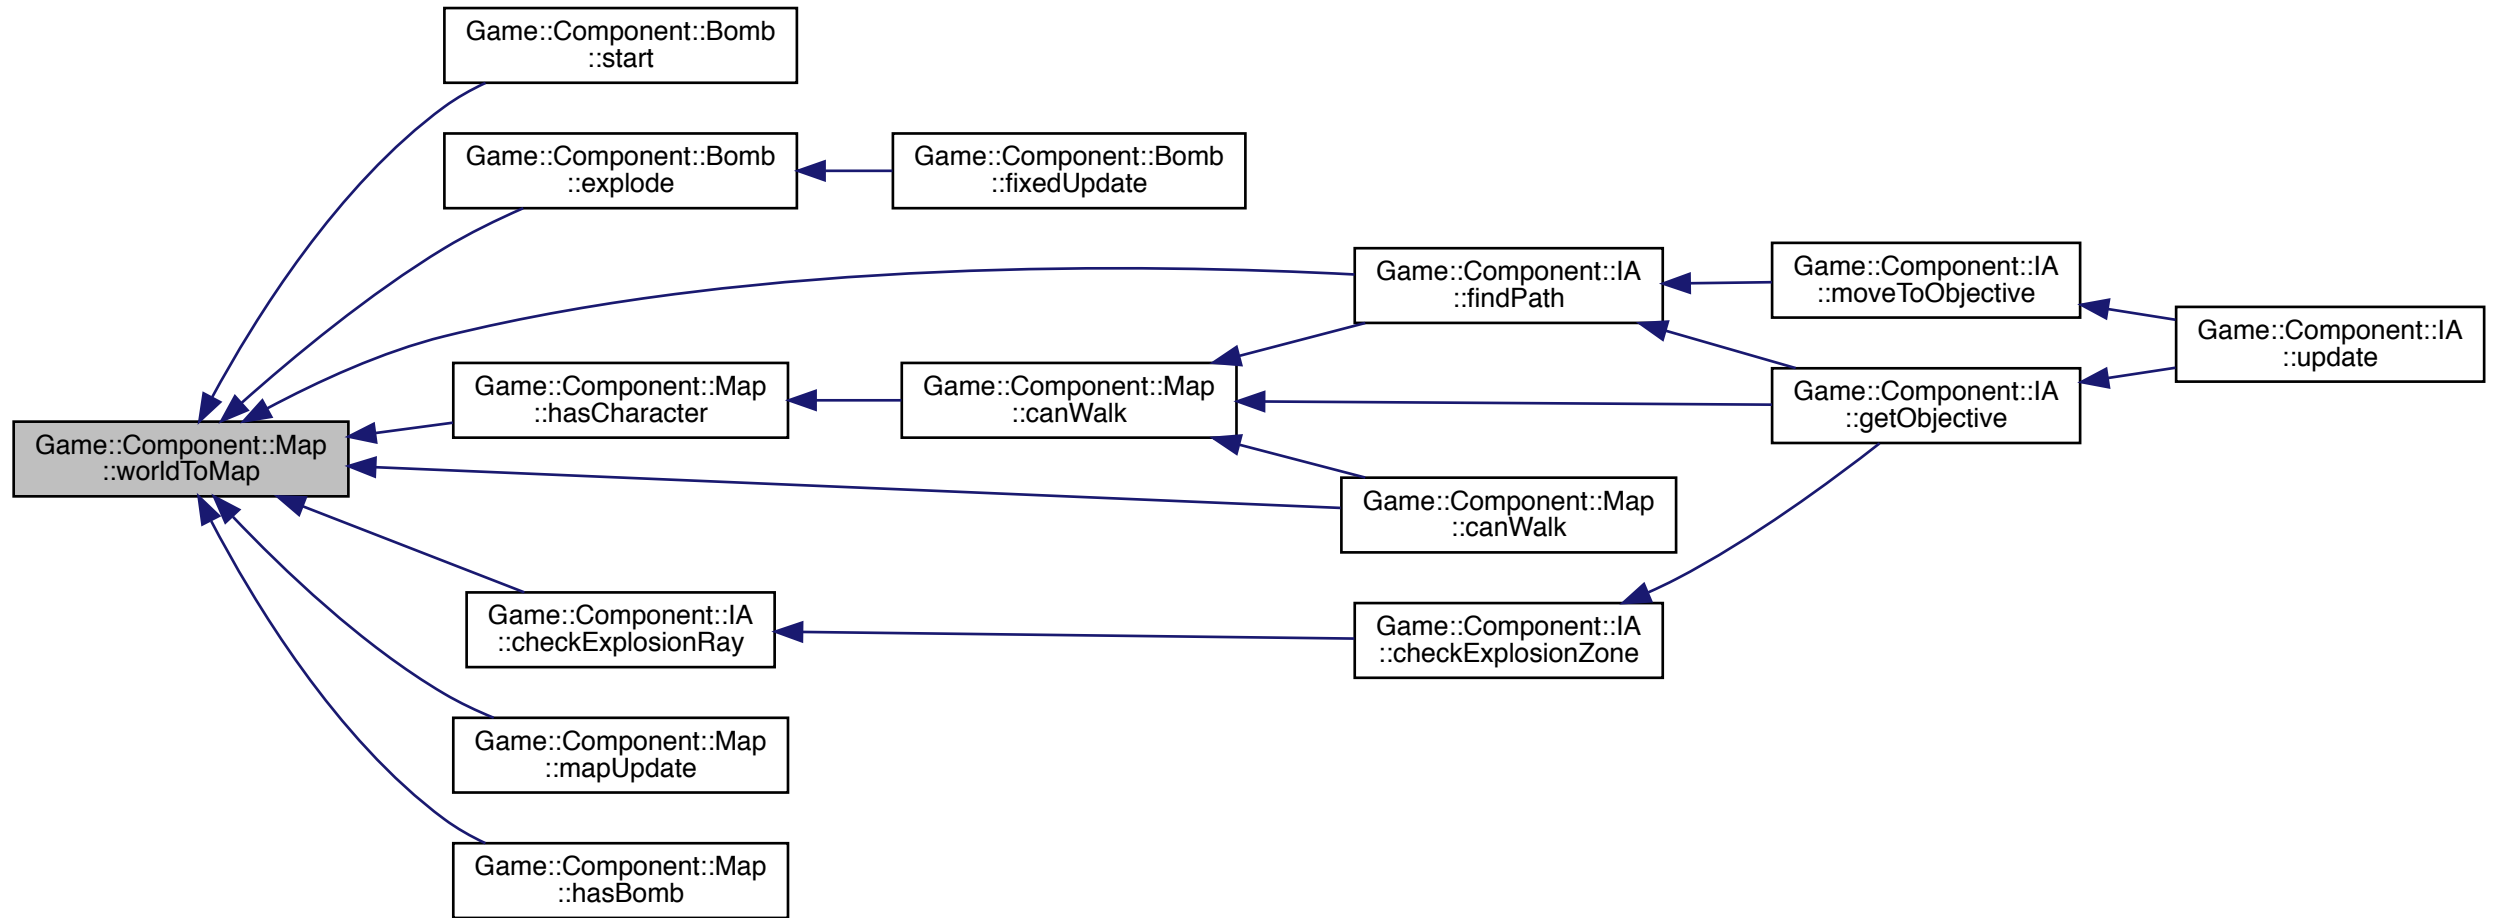 Game::Component::Bomb
::start
Game::Component::Bomb
::explode
Game::Component::Bomb
::fixedUpdate
Game::Component::IA
::findPath
Game::Component::IA
::moveToObjective
Game::Component::IA
::update
Game::Component::Map
::hasCharacter
Game::Component::Map
::canWalk
Game::Component::IA
::getObjective
Game::Component::Map
::worldToMap
Game::Component::Map
::canWalk
Game::Component::IA
::checkExplosionRay
Game::Component::IA
::checkExplosionZone
Game::Component::Map
::mapUpdate
Game::Component::Map
::hasBomb